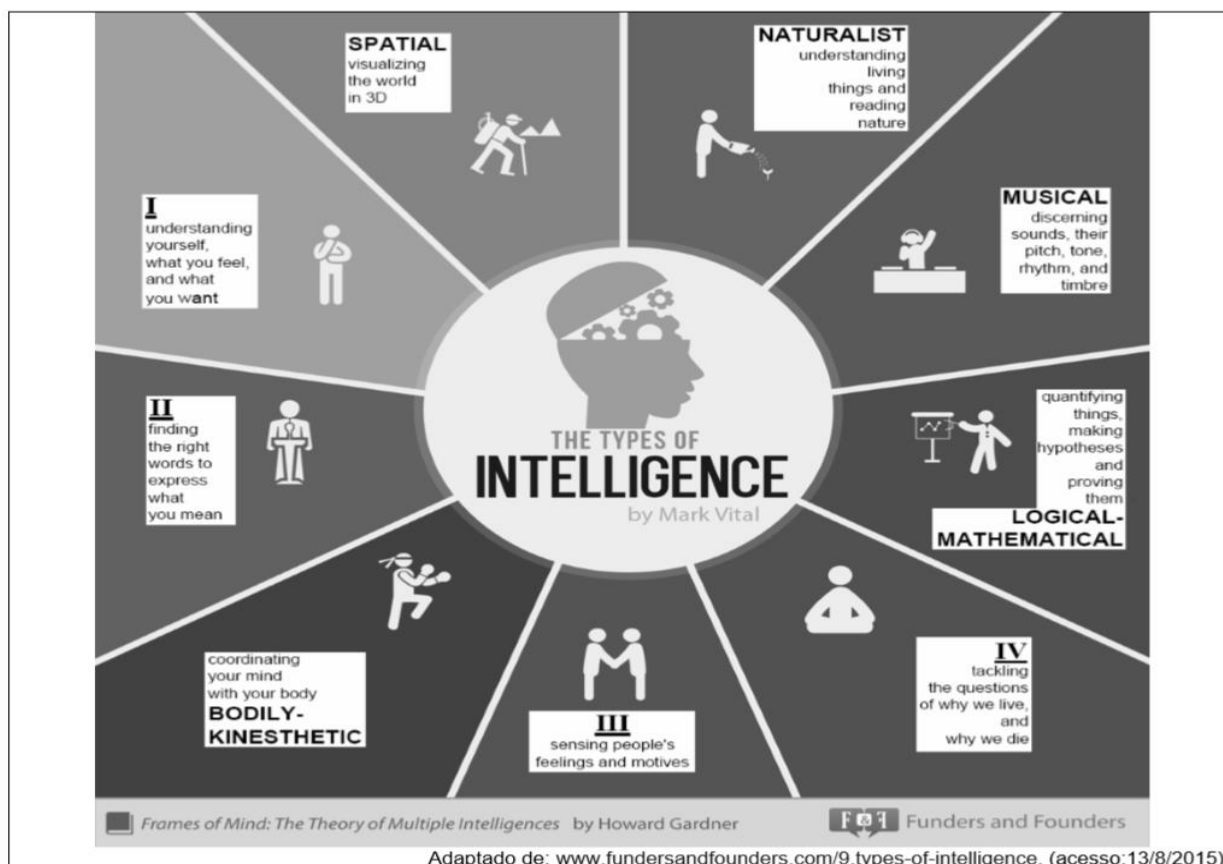 SPATIAL
visualizing
the world
in 3D
NATURALIST
understanding
living
things and
reading
nature
I
understanding
yourself,
what you feel,
and what
you want
MUSICAL
discerning
sounds, their
pitch, tone,
rhythm, and
timbre
II
finding
the right
words to
express
what
you mean
THE TYPES OF
INTELLIGENCE
by Mark Vital
quantifying
things,
making
hypotheses
and
proving
them
LOGICAL-
MATHEMATICAL
coordinating
your mind
with your body
BODILY-
KINESTHETIC
III
sensing people's
feelings and motives
IV
tackling
the questions
of why we live,
and
why we die
Frames of Mind: The Theory of Multiple Intelligences by Howard Gardner
F&F Funders and Founders
Adaptado de: www.fundersandfounders.com/9.types-of-intelligence. (acesso:13/8/2015)